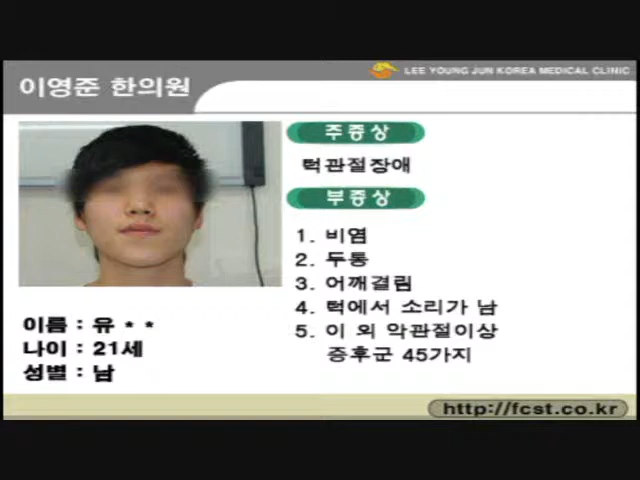 LEE YOUNG JUN KOREA MEDICAL CLINIC
이영준 한의원
주증상
턱관절장애
부증상
1. 비염
2. 두통
3. 어깨결림
4. 턱에서 소리가 남
5. 이 외 악관절이상
증후군 45가지
이름 : 유 * *
나이 : 21세
성별 : 남
http://fcst.co.kr